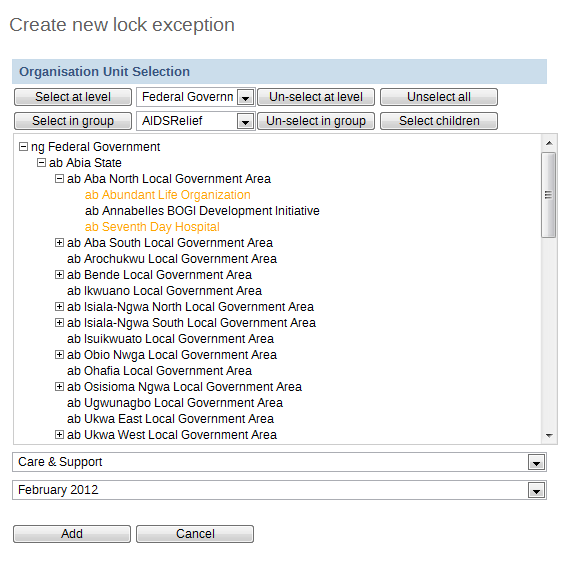 Create new lock exception
Organisation Unit Selection
Select at level Federal Governn Un-select at level Unselect all
Select in group AIDSRelief Un-select in group Select children
ng Federal Government
ab Abia State
ab Aba North Local Government Area
ab Abundant Life Organization
ab Annabelles BOGI Development Initiative
ab Seventh Day Hospital
ab Aba South Local Government Area
ab Arochukwu Local Government Area
ab Bende Local Government Area
ab Ikwuano Local Government Area
ab Isiala-Ngwa North Local Government Area
ab Isiala-Ngwa South Local Government Area
ab Isuikwuato Local Government Area
ab Obio Nwga Local Government Area
ab Ohafia Local Government Area
ab Osisioma Ngwa Local Government Area
ab Ugwunagbo Local Government Area
ab Ukwa East Local Government Area
ab Ukwa West Local Government Area
Care & Support
February 2012
Add Cancel